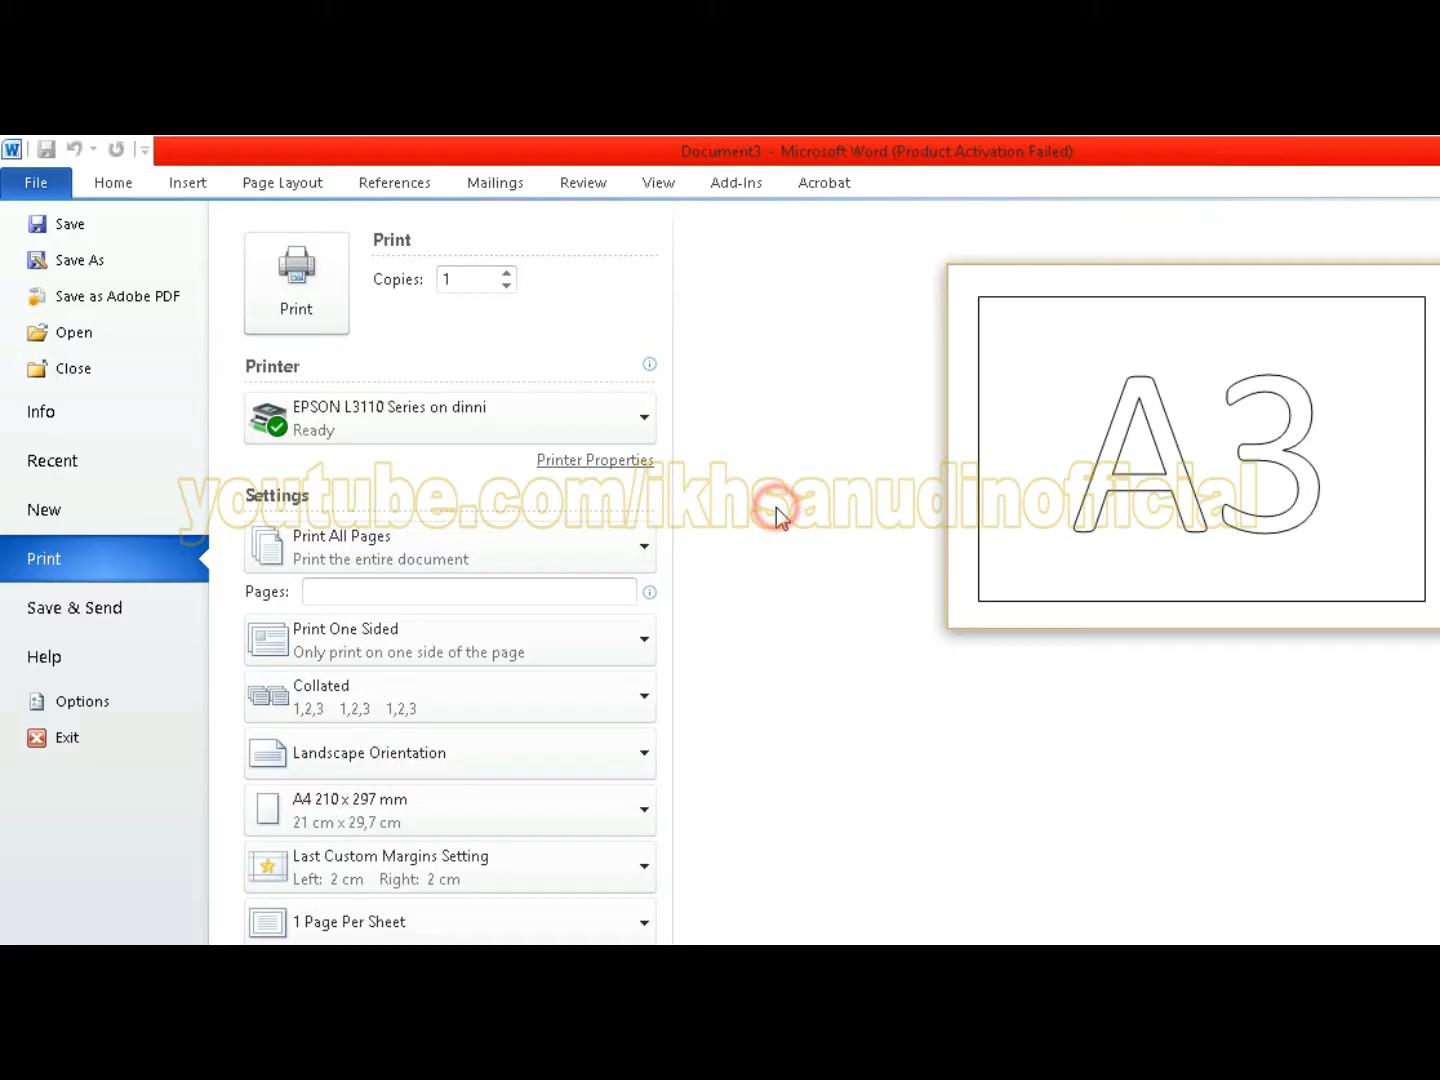 Document3 - Microsoft Word (Product Activation Failed)
File Home Insert Page Layout References Mailings Review View Add-Ins Acrobat
Save
Save As
Save as Adobe PDF
Open
Close
Info
Recent
New
Print
Save & Send
Help
Options
Exit
Print
Print
Copies: 1
Printer
EPSON L3110 Series on dinni
Ready
Printer Properties
Settings
Print All Pages
Print the entire document
Pages:
Print One Sided
Only print on one side of the page
Collated
1,2,3 1,2,3 1,2,3
Landscape Orientation
A4 210 x 297 mm
21 cm x 29,7 cm
Last Custom Margins Setting
Left: 2 cm Right: 2 cm
1 Page Per Sheet
A3
youtube.com/ikhsanudinofficial